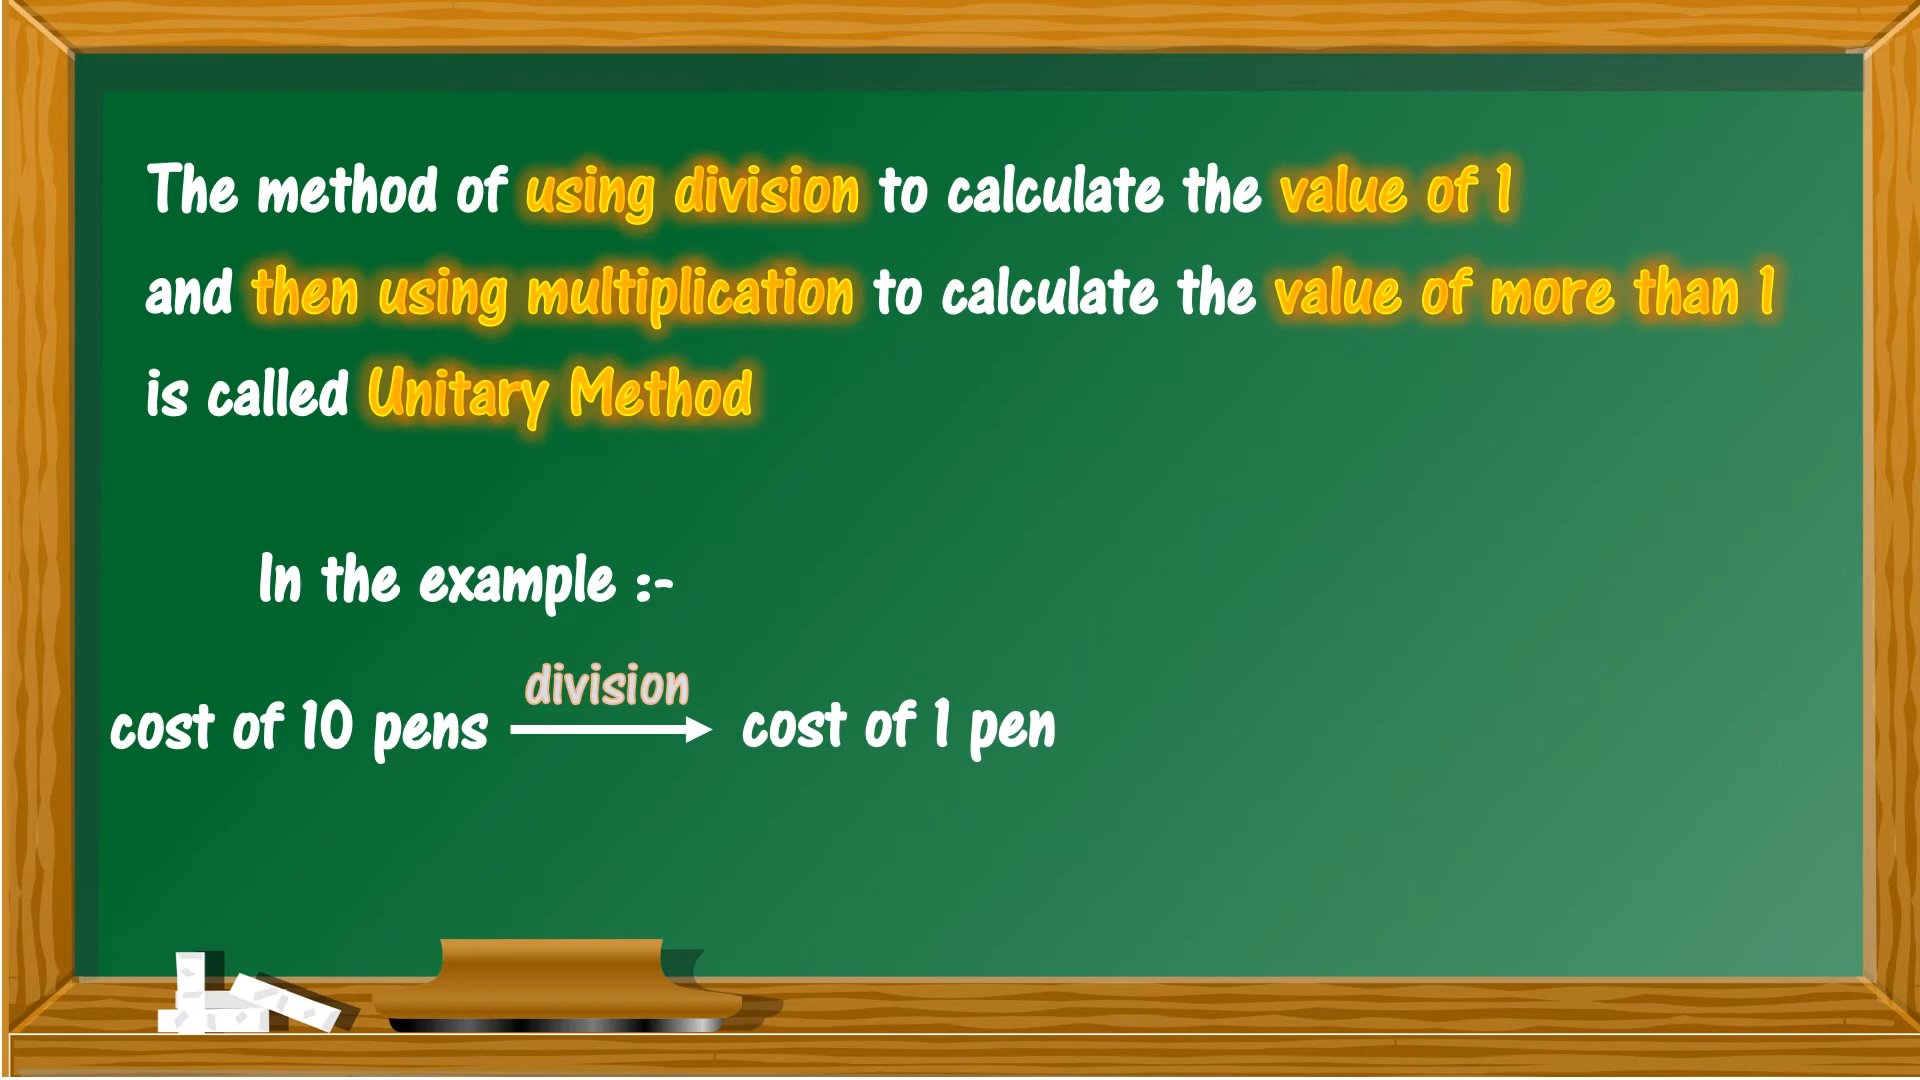 The method of using division to calculate the value of 1
and then using multiplication to calculate the value of more than 1
is called Unitary Method
In the example :-
division
cost of 10 pens cost of 1 pen